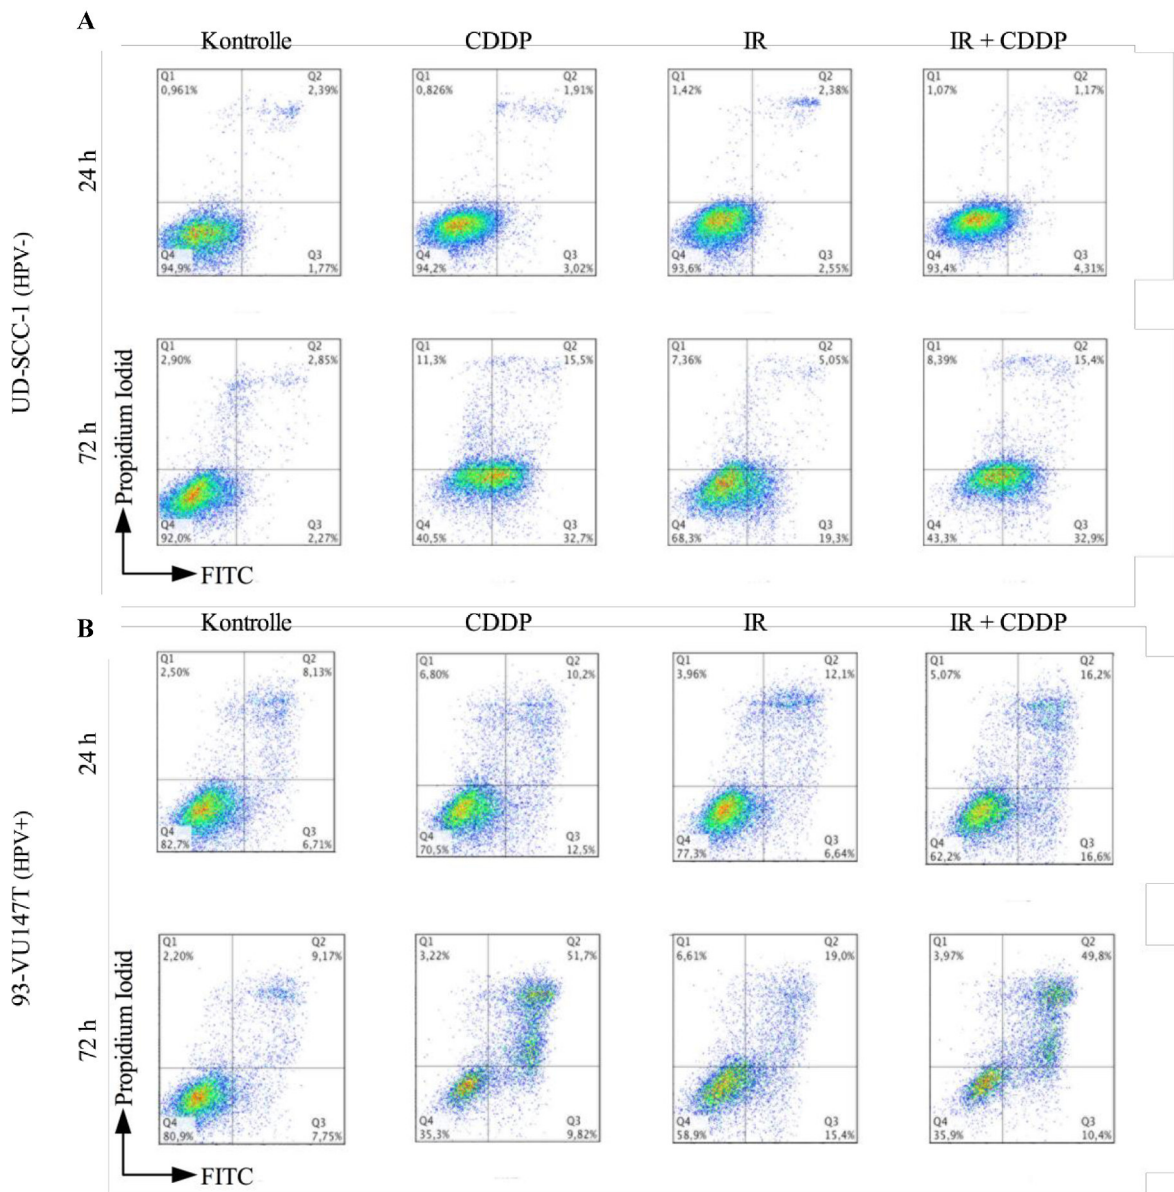 A
Kontrolle CDDP IR IR + CDDP
UD-SCC-1 (HPV-)
24 h
Q1 Q2 Q1 Q2 Q1 Q2 Q1 Q2
0,961% 2,39% 0,826% 1,91% 1,42% 2,38% 1,07% 1,17%
Q4 Q3 Q4 Q3 Q4 Q3 Q4 Q3
94,9% 1,77% 94,2% 3,02% 93,6% 2,55% 93,4% 4,31%
72 h
Propidium Iodid
Q1 Q2 Q1 Q2 Q1 Q2 Q1 Q2
2,90% 2,85% 11,3% 15,5% 7,36% 5,05% 8,39% 15,4%
Q4 Q3 Q4 Q3 Q4 Q3 Q4 Q3
92,0% 2,27% 40,5% 32,7% 68,3% 19,3% 43,3% 32,9%
FITC
B
Kontrolle CDDP IR IR + CDDP
93-VU147T (HPV+)
24 h
Q1 Q2 Q1 Q2 Q1 Q2 Q1 Q2
2,50% 8,13% 6,80% 10,2% 3,96% 12,1% 5,07% 16,2%
Q4 Q3 Q4 Q3 Q4 Q3 Q4 Q3
82,7% 6,71% 70,5% 12,5% 77,3% 6,64% 62,2% 16,6%
72 h
Propidium Iodid
Q1 Q2 Q1 Q2 Q1 Q2 Q1 Q2
2,20% 9,17% 3,22% 51,7% 6,61% 19,0% 3,97% 49,8%
Q4 Q3 Q4 Q3 Q4 Q3 Q4 Q3
80,9% 7,75% 35,3% 9,82% 58,9% 15,4% 35,9% 10,4%
FITC